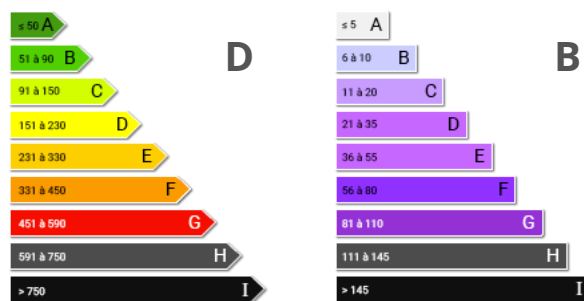 ≤ 50 A
51 à 90 B
91 à 150 C
151 à 230 D
231 à 330 E
331 à 450 F
451 à 590 G
591 à 750 H
> 750 I
D
≤ 5 A
6 à 10 B
11 à 20 C
21 à 35 D
36 à 55 E
56 à 80 F
81 à 110 G
111 à 145 H
> 145 I
B